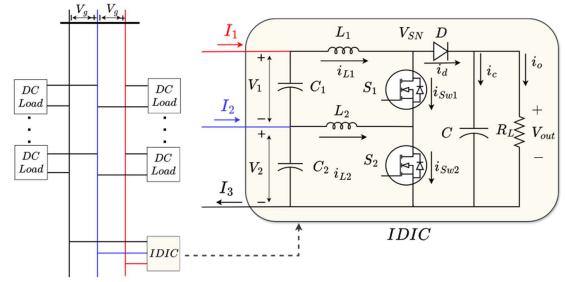 V_g V_g
DC
Load
DC
Load
DC
Load
DC
Load
IDIC
I_1
L_1
V_SN
D
+
i_L1
i_d
i_c
i_o
V_1
C_1
S_1
i_Sw1
−
I_2
L_2
+
C
R_L
+
V_out
−
V_2
C_2
i_L2
S_2
i_Sw2
−
I_3
IDIC